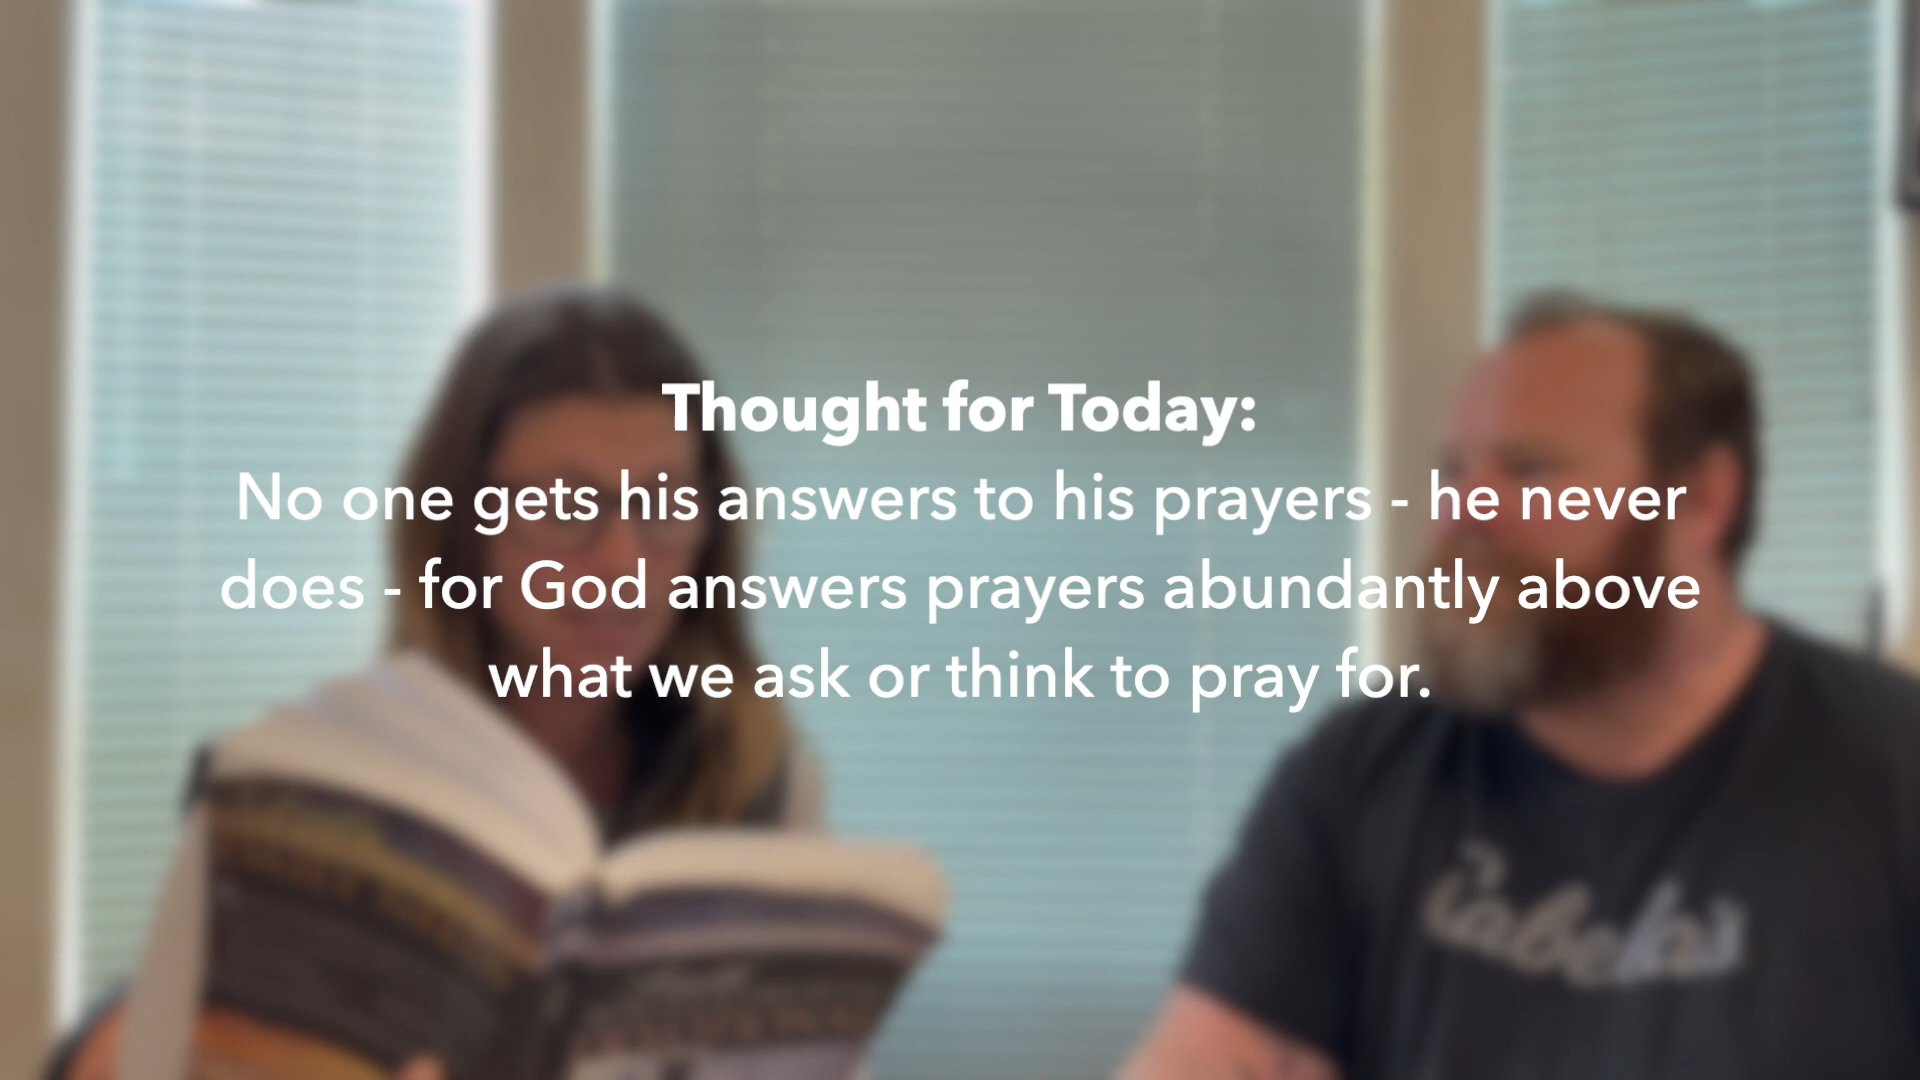 Thought for Today:
No one gets his answers to his prayers - he never
does - for God answers prayers abundantly above
what we ask or think to pray for.
Cabela's